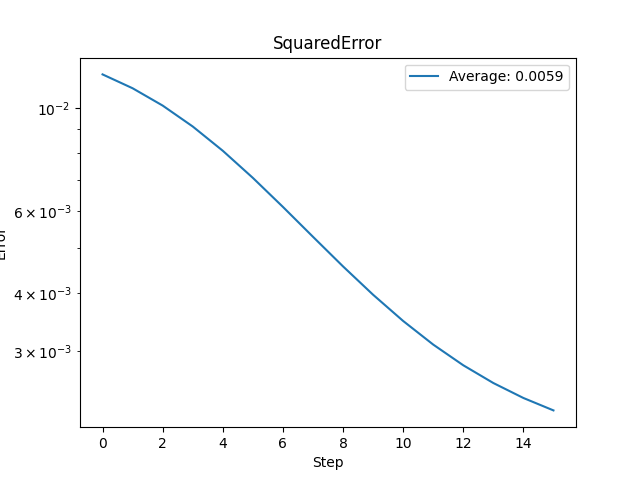 SquaredError
Average: 0.0059
10⁻²
6 × 10⁻³
4 × 10⁻³
3 × 10⁻³
Error
0 2 4 6 8 10 12 14
Step